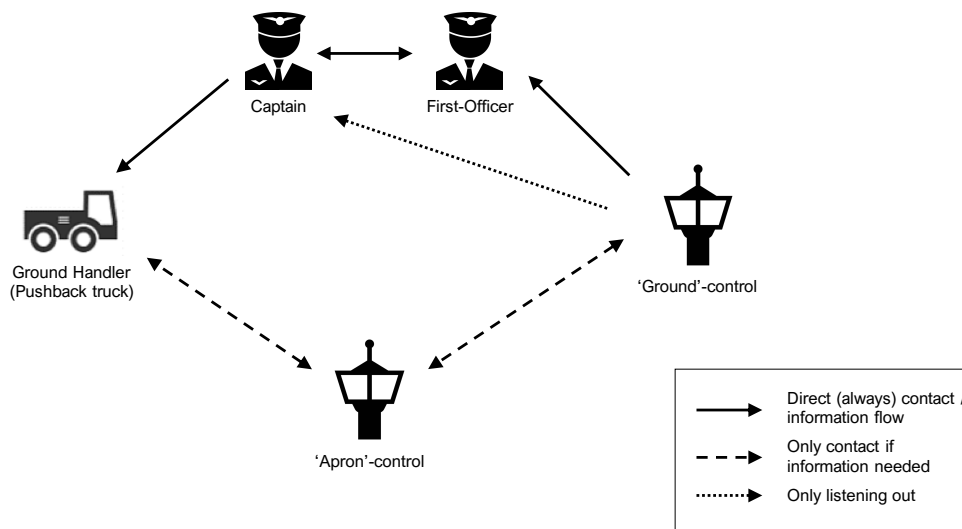 Captain
First-Officer
Ground Handler
(Pushback truck)
‘Ground’-control
‘Apron’-control
Direct (always) contact /
information flow
Only contact if
information needed
Only listening out